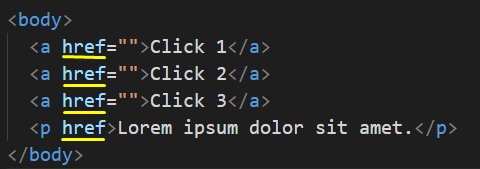 <body>
<a href="">Click 1</a>
<a href="">Click 2</a>
<a href="">Click 3</a>
<p href>Lorem ipsum dolor sit amet.</p>
</body>